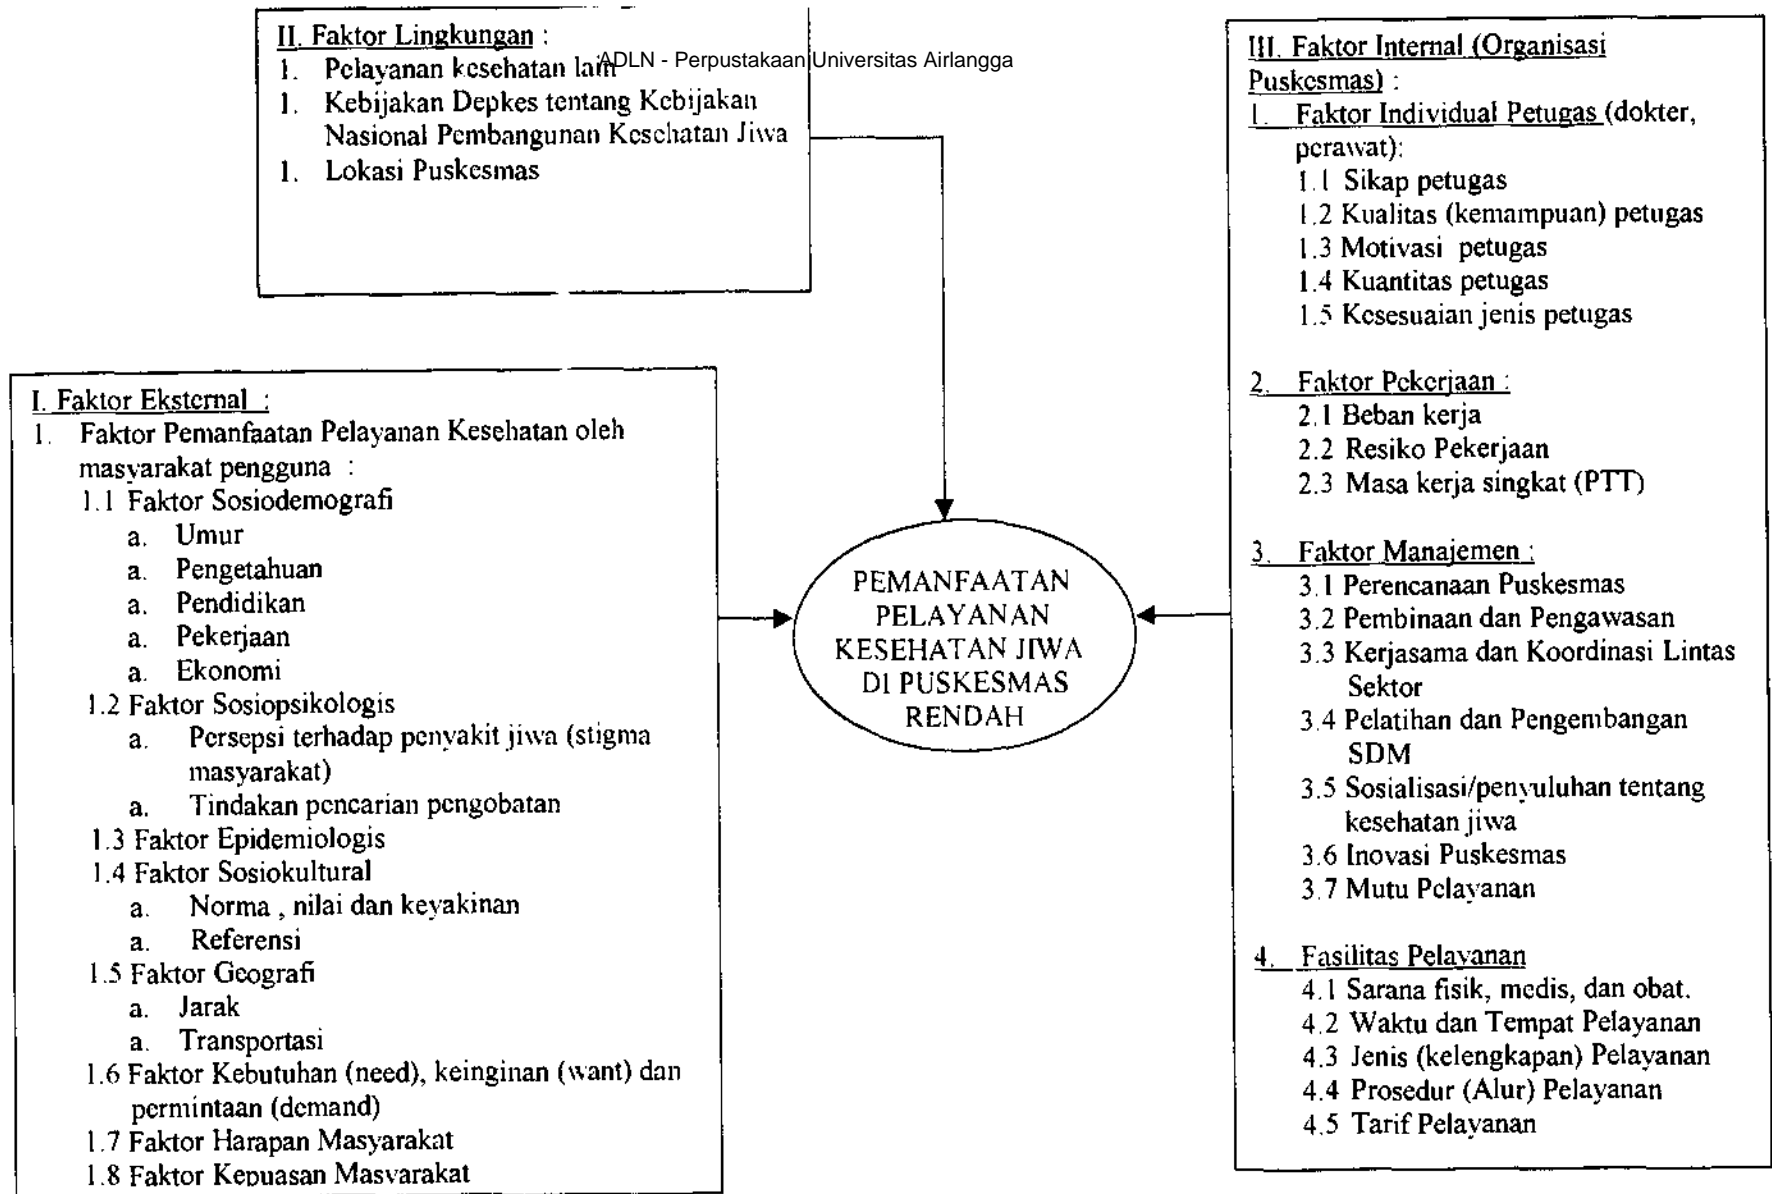 II. Faktor Lingkungan :
1. Pelayanan kesehatan lain
1. Kebijakan Depkes tentang Kebijakan
Nasional Pembangunan Kesehatan Jiwa
1. Lokasi Puskesmas
ADLN - Perpustakaan Universitas Airlangga
I. Faktor Eksternal :
1. Faktor Pemanfaatan Pelayanan Kesehatan oleh
masyarakat pengguna :
1.1 Faktor Sosiodemografi
a. Umur
a. Pengetahuan
a. Pendidikan
a. Pekerjaan
a. Ekonomi
1.2 Faktor Sosiopsikologis
a. Persepsi terhadap penyakit jiwa (stigma
masyarakat)
a. Tindakan pencarian pengobatan
1.3 Faktor Epidemiologis
1.4 Faktor Sosiokultural
a. Norma , nilai dan keyakinan
a. Referensi
1.5 Faktor Geografi
a. Jarak
a. Transportasi
1.6 Faktor Kebutuhan (need), keinginan (want) dan
permintaan (demand)
1.7 Faktor Harapan Masyarakat
1.8 Faktor Kepuasan Masyarakat
PEMANFAATAN
PELAYANAN
KESEHATAN JIWA
DI PUSKESMAS
RENDAH
III. Faktor Internal (Organisasi
Puskesmas) :
1. Faktor Individual Petugas (dokter,
perawat):
1.1 Sikap petugas
1.2 Kualitas (kemampuan) petugas
1.3 Motivasi petugas
1.4 Kuantitas petugas
1.5 Kesesuaian jenis petugas
2. Faktor Pekerjaan :
2.1 Beban kerja
2.2 Resiko Pekerjaan
2.3 Masa kerja singkat (PTT)
3. Faktor Manajemen :
3.1 Perencanaan Puskesmas
3.2 Pembinaan dan Pengawasan
3.3 Kerjasama dan Koordinasi Lintas
Sektor
3.4 Pelatihan dan Pengembangan
SDM
3.5 Sosialisasi/penyuluhan tentang
kesehatan jiwa
3.6 Inovasi Puskesmas
3.7 Mutu Pelayanan
4. Fasilitas Pelayanan
4.1 Sarana fisik, medis, dan obat.
4.2 Waktu dan Tempat Pelayanan
4.3 Jenis (kelengkapan) Pelayanan
4.4 Prosedur (Alur) Pelayanan
4.5 Tarif Pelayanan